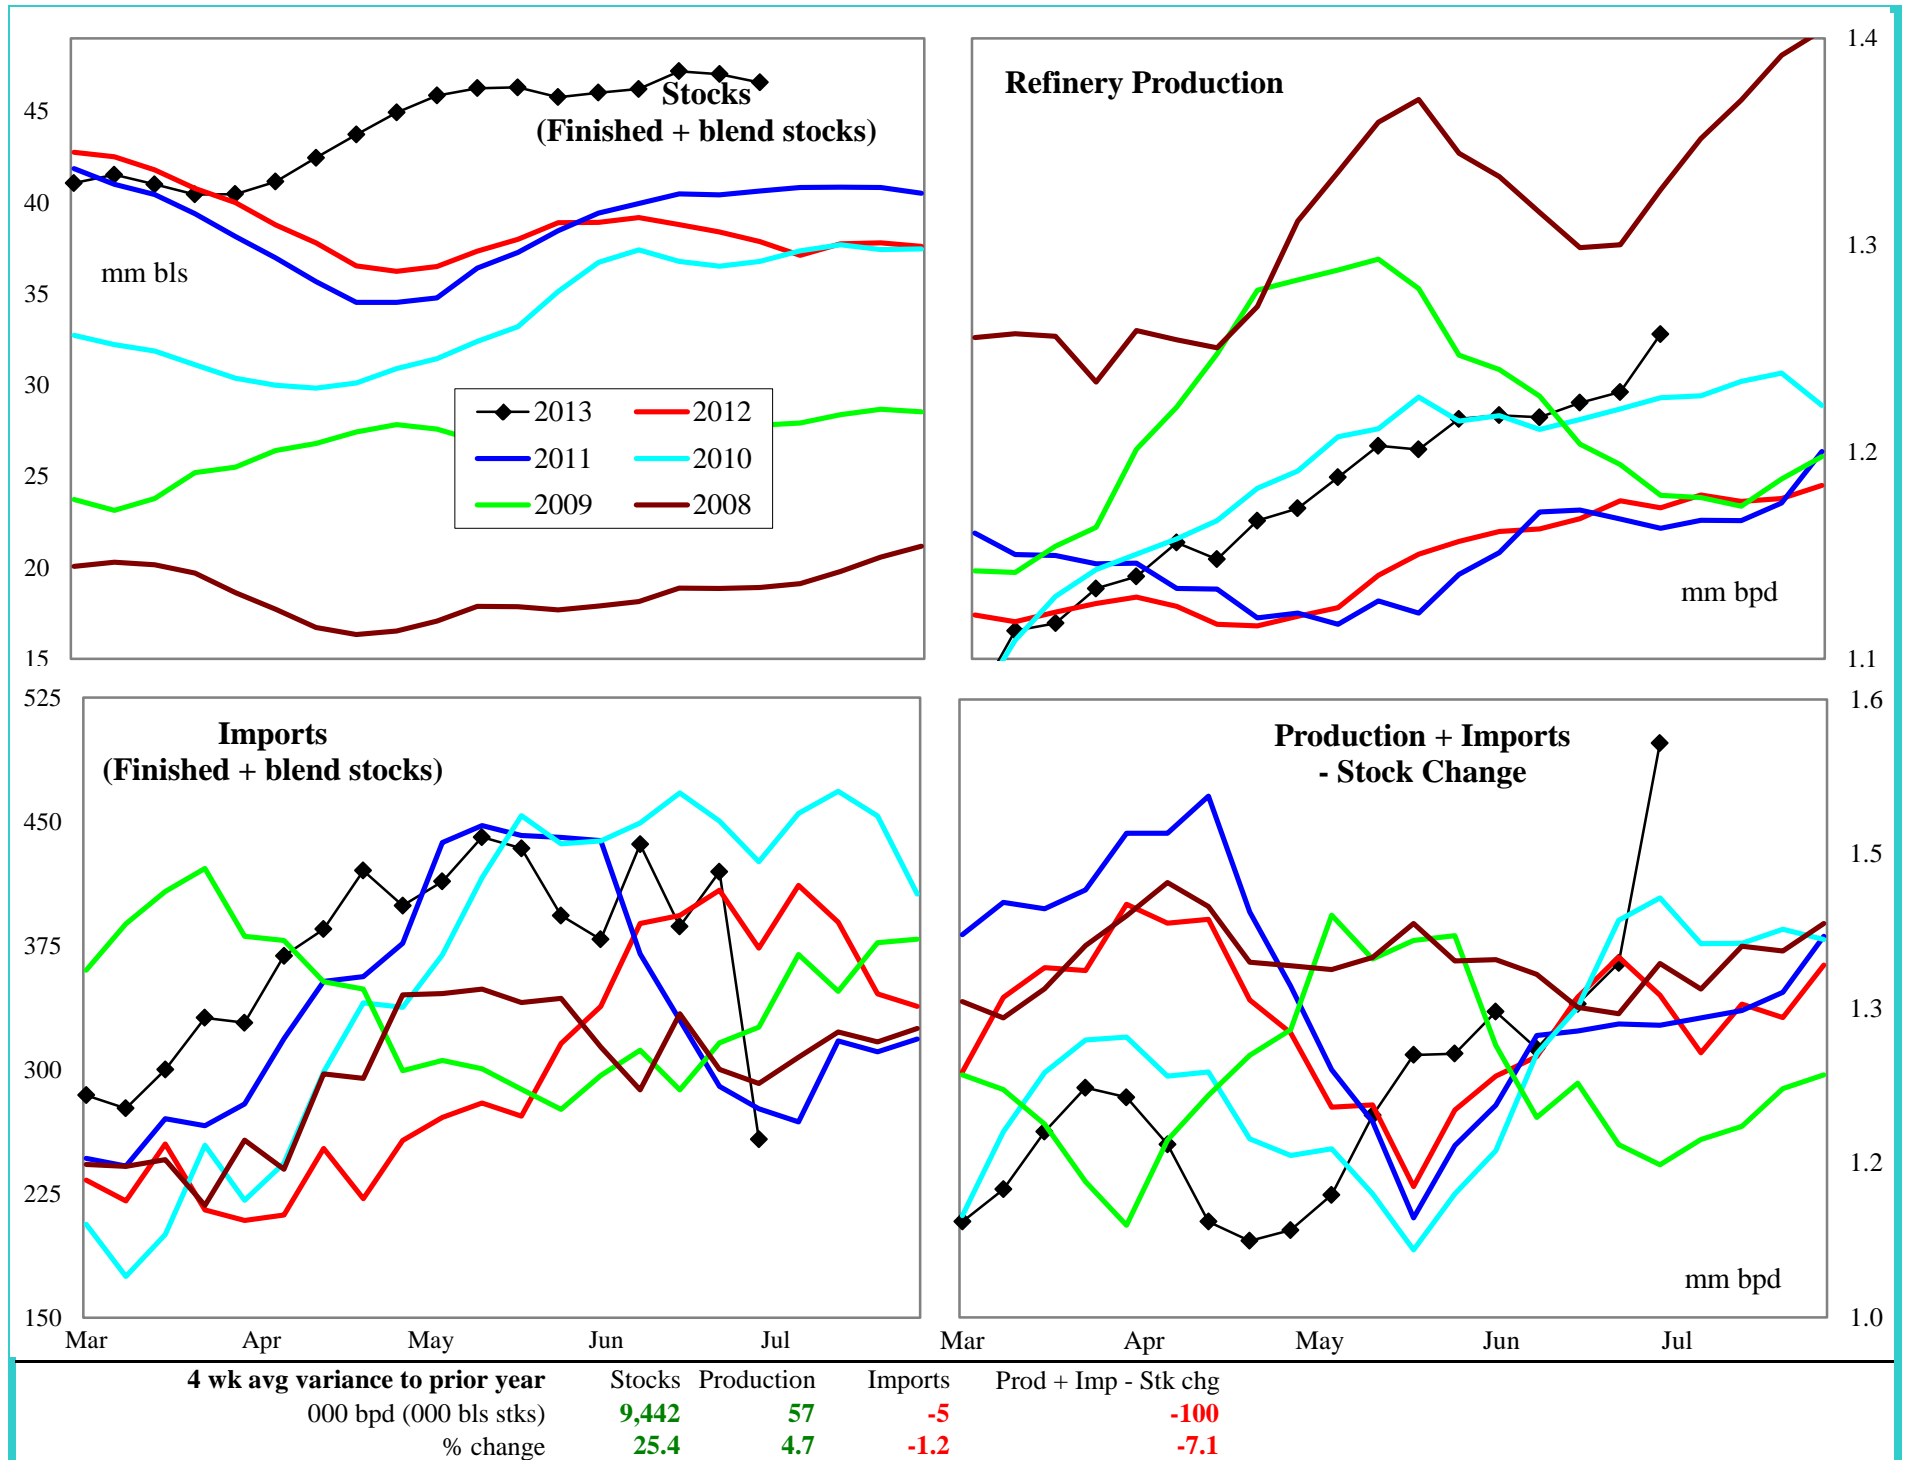 Stocks
(Finished + blend stocks)
mm bls
45
40
35
30
25
20
15
2013
2012
2011
2010
2009
2008
Refinery Production
mm bpd
1.4
1.3
1.2
1.1
Imports
(Finished + blend stocks)
525
450
375
300
225
150
Mar Apr May Jun Jul
Production + Imports
- Stock Change
mm bpd
1.6
1.5
1.3
1.2
1.0
Mar Apr May Jun Jul
4 wk avg variance to prior year Stocks Production Imports Prod + Imp - Stk chg
000 bpd (000 bls stks) 9,442 57 -5 -100
% change 25.4 4.7 -1.2 -7.1